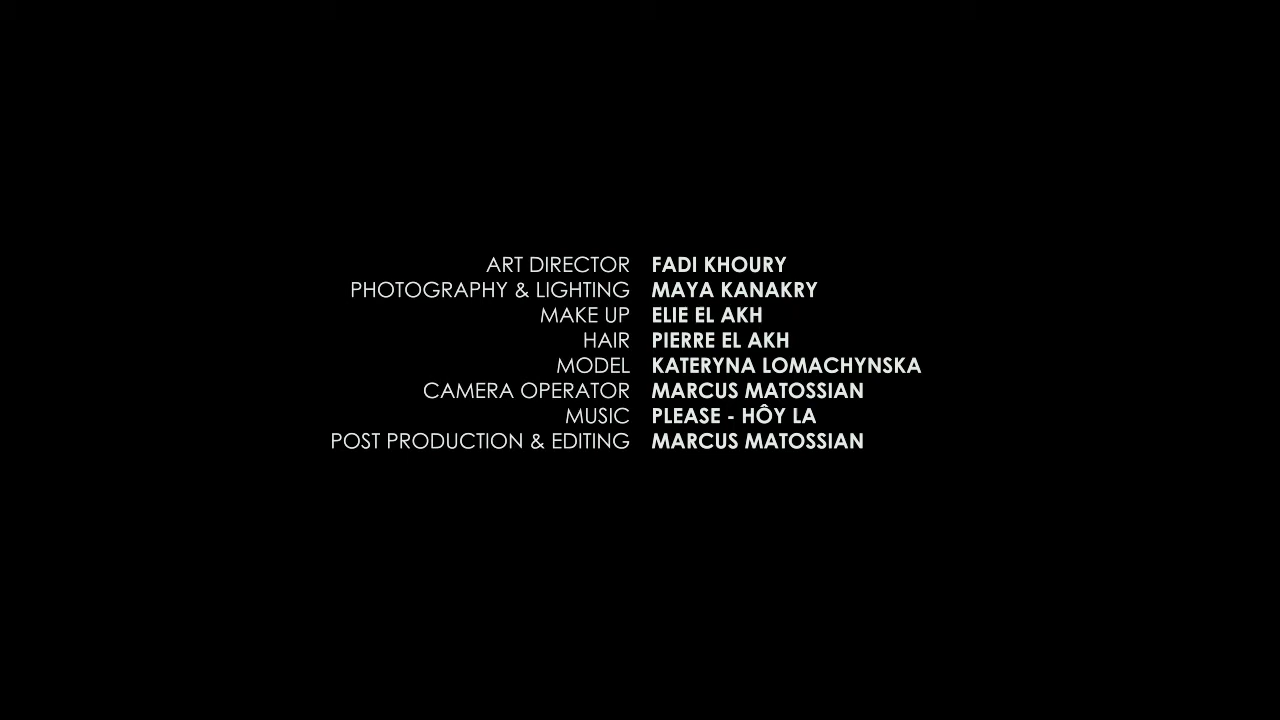 ART DIRECTOR FADI KHOURY
PHOTOGRAPHY & LIGHTING MAYA KANAKRY
MAKE UP ELIE EL AKH
HAIR PIERRE EL AKH
MODEL KATERYNA LOMACHYNSKA
CAMERA OPERATOR MARCUS MATOSSIAN
MUSIC PLEASE - HÔY LA
POST PRODUCTION & EDITING MARCUS MATOSSIAN